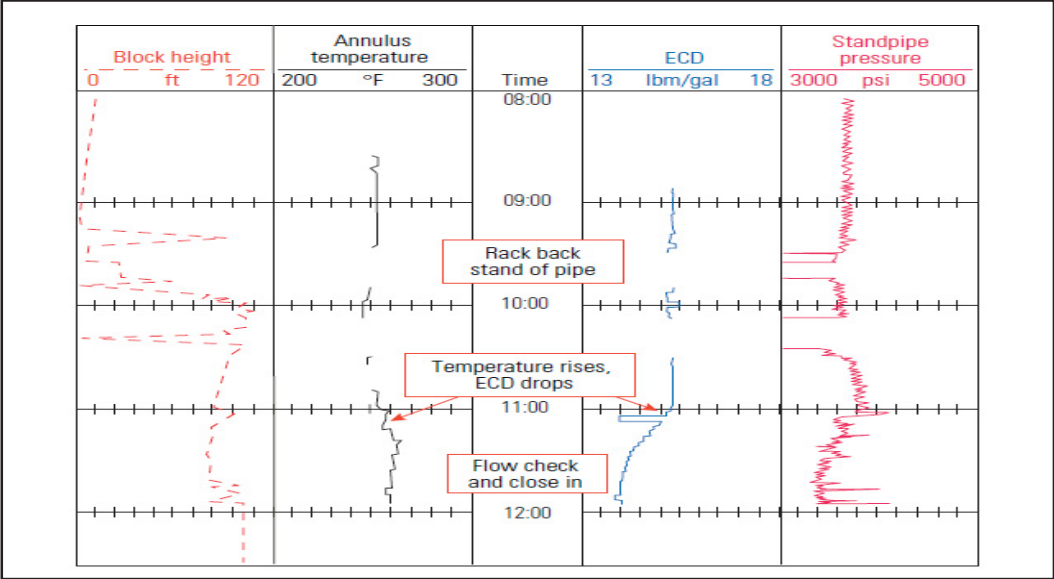 Block height
0 ft 120
Annulus
temperature
200 °F 300
Time
ECD
13 lbm/gal 18
Standpipe
pressure
3000 psi 5000
08:00
09:00
Rack back
stand of pipe
10:00
Temperature rises,
ECD drops
11:00
Flow check
and close in
12:00